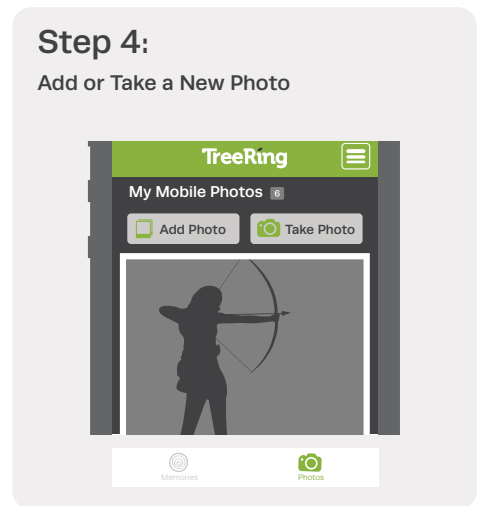 Step 4:
Add or Take a New Photo
TreeRing
My Mobile Photos 6
Add Photo Take Photo
Memories Photos